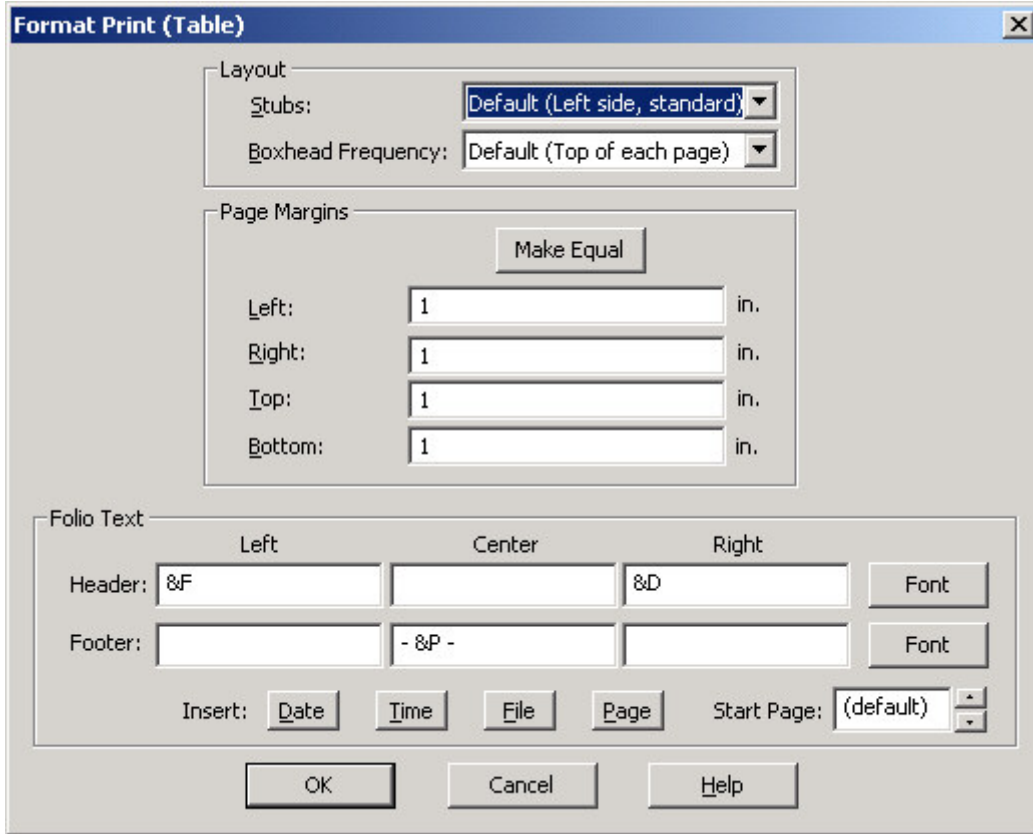 Format Print (Table)
Layout
Stubs: Default (Left side, standard)
Boxhead Frequency: Default (Top of each page)
Page Margins
Make Equal
Left: 1 in.
Right: 1 in.
Top: 1 in.
Bottom: 1 in.
Folio Text
Left Center Right
Header: &F &D Font
Footer: - &P - Font
Insert: Date Time File Page Start Page: (default)
OK Cancel Help